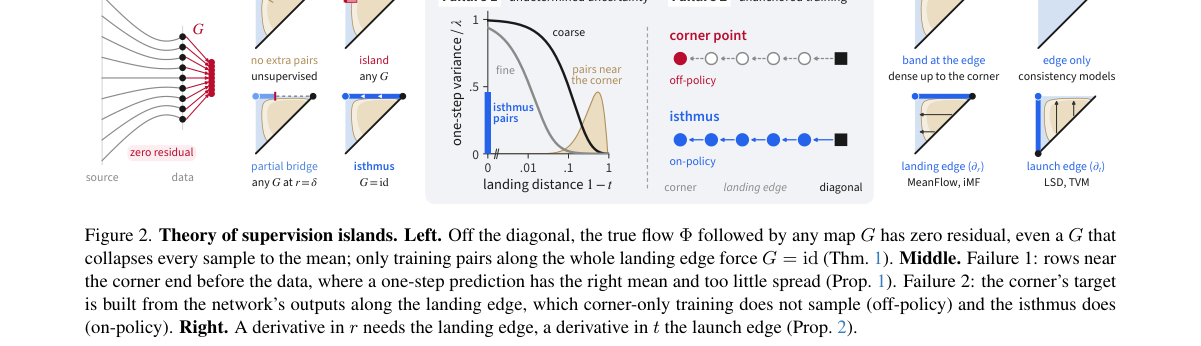 G
zero residual
source data
no extra pairs
unsupervised
island
any G
partial bridge
any G at r = δ
isthmus
G = id
one-step variance / λ
1
.5
0
coarse
fine
pairs near
the corner
isthmus
pairs
0 .01 .1 1
landing distance 1 − t
corner point
off-policy
isthmus
on-policy
corner landing edge diagonal
band at the edge
dense up to the corner
edge only
consistency models
landing edge (∂ᵣ)
MeanFlow, iMF
launch edge (∂ₜ)
LSD, TVM
Figure 2. Theory of supervision islands. Left. Off the diagonal, the true flow Φ followed by any map G has zero residual, even a G that
collapses every sample to the mean; only training pairs along the whole landing edge force G = id (Thm. 1). Middle. Failure 1: rows near
the corner end before the data, where a one-step prediction has the right mean and too little spread (Prop. 1). Failure 2: the corner's target
is built from the network's outputs along the landing edge, which corner-only training does not sample (off-policy) and the isthmus does
(on-policy). Right. A derivative in r needs the landing edge, a derivative in t the launch edge (Prop. 2).